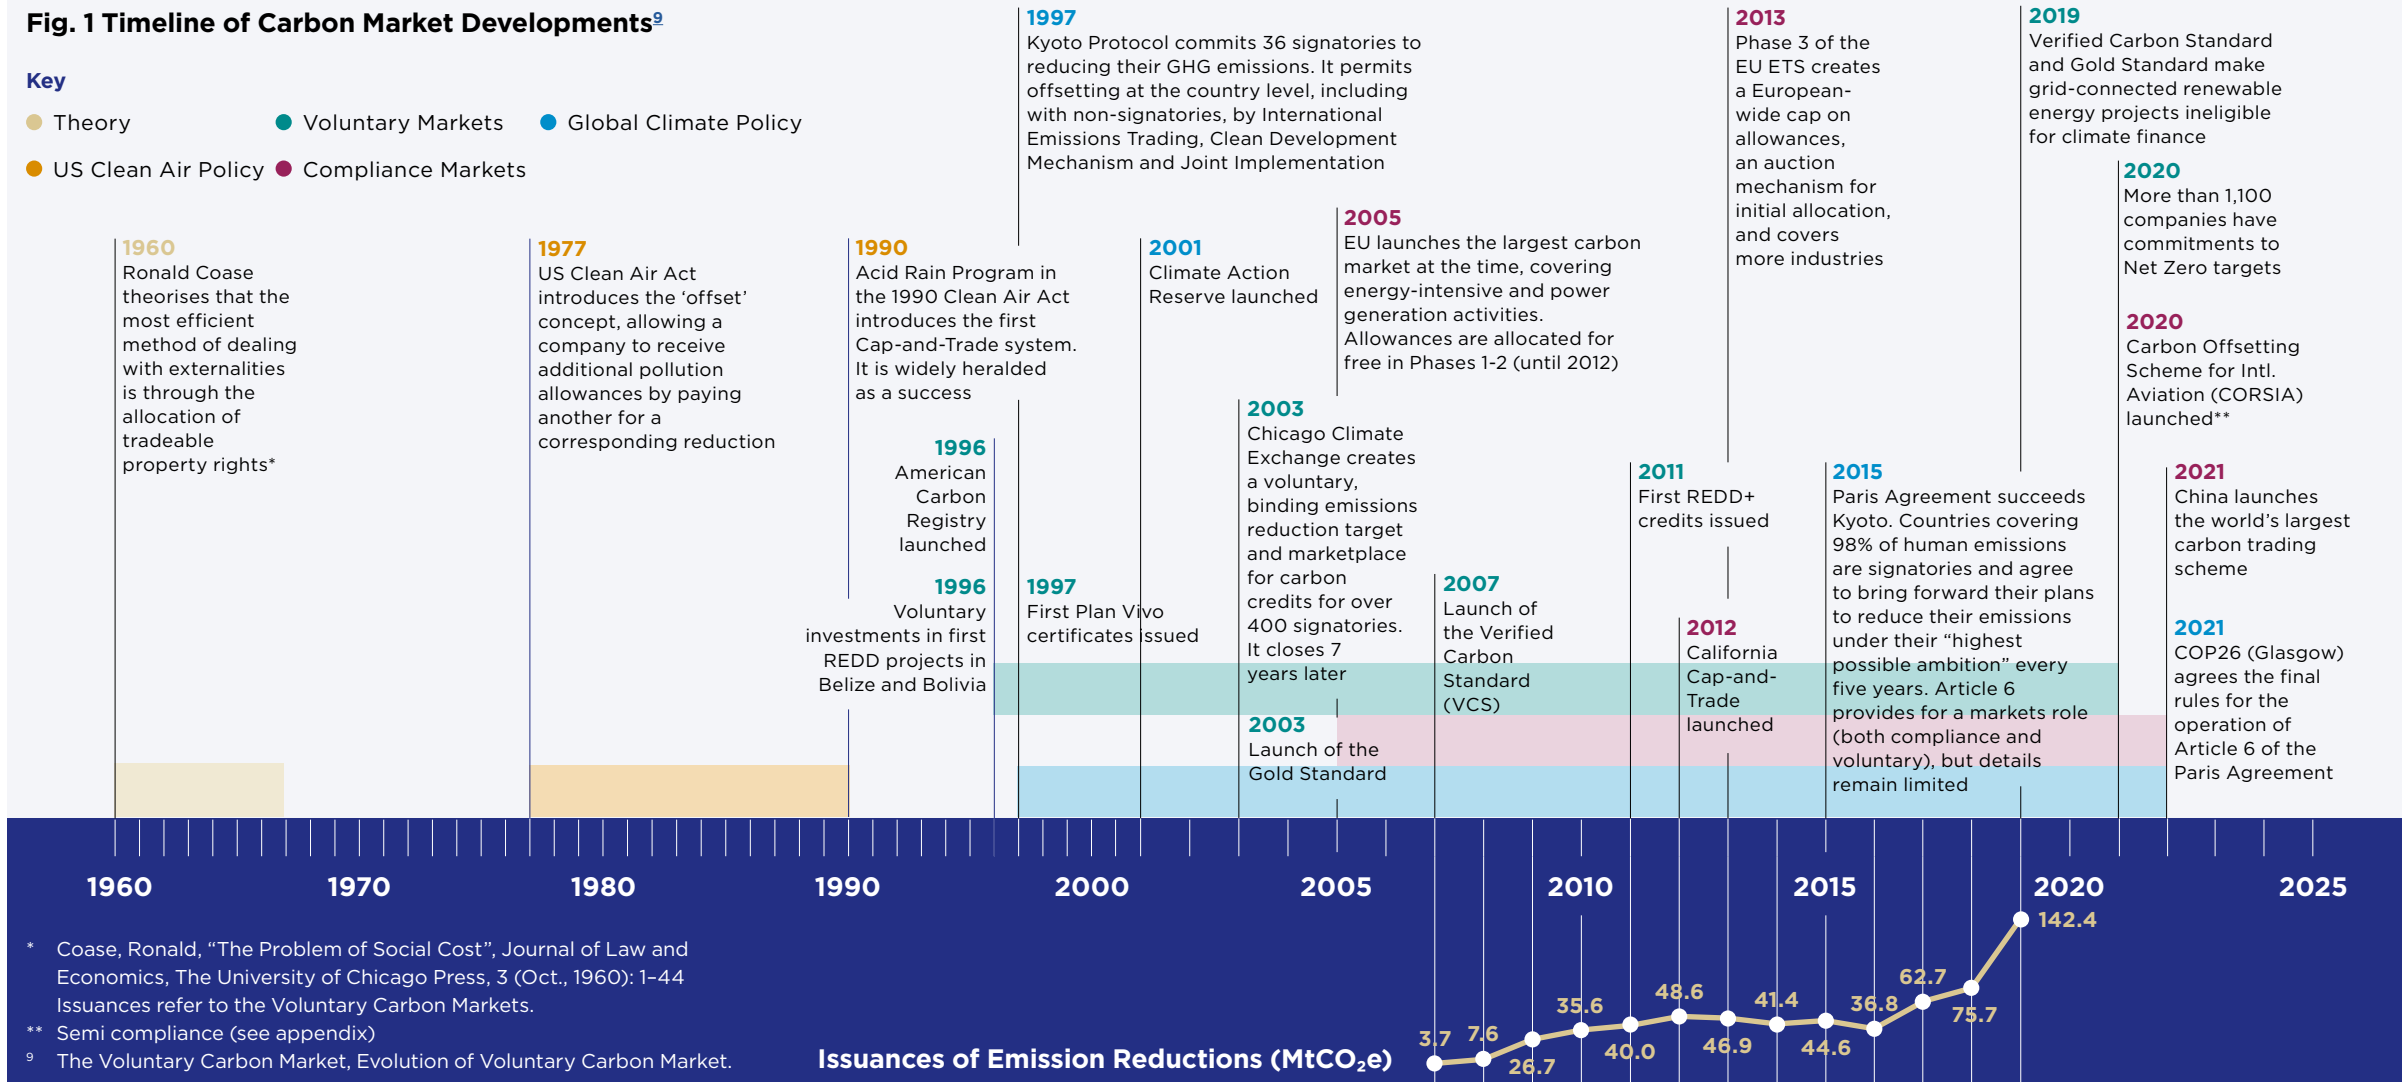 Fig. 1 Timeline of Carbon Market Developments9
Key
Theory
Voluntary Markets
Global Climate Policy
US Clean Air Policy
Compliance Markets
1960
Ronald Coase
theorises that the
most efficient
method of dealing
with externalities
is through the
allocation of
tradeable
property rights*
1977
US Clean Air Act
introduces the ‘offset’
concept, allowing a
company to receive
additional pollution
allowances by paying
another for a
corresponding reduction
1990
Acid Rain Program in
the 1990 Clean Air Act
introduces the first
Cap-and-Trade system.
It is widely heralded
as a success
1996
American
Carbon
Registry
launched
1996
Voluntary
investments in first
REDD projects in
Belize and Bolivia
1997
Kyoto Protocol commits 36 signatories to
reducing their GHG emissions. It permits
offsetting at the country level, including
with non-signatories, by International
Emissions Trading, Clean Development
Mechanism and Joint Implementation
1997
First Plan Vivo
certificates issued
2001
Climate Action
Reserve launched
2003
Chicago Climate
Exchange creates
a voluntary,
binding emissions
reduction target
and marketplace
for carbon
credits for over
400 signatories.
It closes 7
years later
2003
Launch of the
Gold Standard
2005
EU launches the largest carbon
market at the time, covering
energy-intensive and power
generation activities.
Allowances are allocated for
free in Phases 1-2 (until 2012)
2007
Launch of
the Verified
Carbon
Standard
(VCS)
2011
First REDD+
credits issued
2012
California
Cap-and-
Trade
launched
2013
Phase 3 of the
EU ETS creates
a European-
wide cap on
allowances,
an auction
mechanism for
initial allocation,
and covers
more industries
2015
Paris Agreement succeeds
Kyoto. Countries covering
98% of human emissions
are signatories and agree
to bring forward their plans
to reduce their emissions
under their “highest
possible ambition” every
five years. Article 6
provides for a markets role
(both compliance and
voluntary), but details
remain limited
2019
Verified Carbon Standard
and Gold Standard make
grid-connected renewable
energy projects ineligible
for climate finance
2020
More than 1,100
companies have
commitments to
Net Zero targets
2020
Carbon Offsetting
Scheme for Intl.
Aviation (CORSIA)
launched**
2021
China launches
the world’s largest
carbon trading
scheme
2021
COP26 (Glasgow)
agrees the final
rules for the
operation of
Article 6 of the
Paris Agreement
1960 1970 1980 1990 2000 2005 2010 2015 2020 2025
* Coase, Ronald, “The Problem of Social Cost”, Journal of Law and
Economics, The University of Chicago Press, 3 (Oct., 1960): 1–44
Issuances refer to the Voluntary Carbon Markets.
** Semi compliance (see appendix)
9 The Voluntary Carbon Market, Evolution of Voluntary Carbon Market.
Issuances of Emission Reductions (MtCO₂e)
3.7
7.6
26.7
35.6
40.0
48.6
46.9
41.4
44.6
36.8
62.7
75.7
142.4